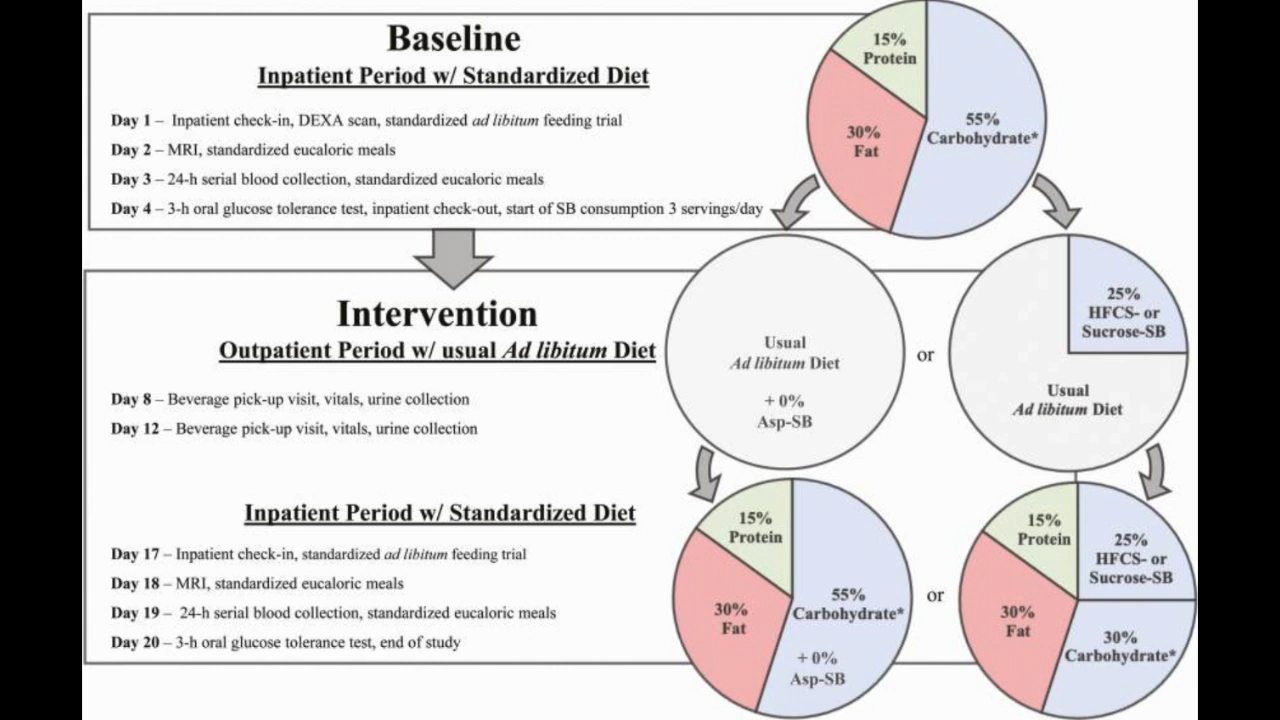 Baseline
Inpatient Period w/ Standardized Diet
Day 1 – Inpatient check-in, DEXA scan, standardized ad libitum feeding trial
Day 2 – MRI, standardized eucaloric meals
Day 3 – 24-h serial blood collection, standardized eucaloric meals
Day 4 – 3-h oral glucose tolerance test, inpatient check-out, start of SB consumption 3 servings/day
15%
Protein
30%
Fat
55%
Carbohydrate*
Intervention
Outpatient Period w/ usual Ad libitum Diet
Day 8 – Beverage pick-up visit, vitals, urine collection
Day 12 – Beverage pick-up visit, vitals, urine collection
Usual
Ad libitum Diet
+ 0%
Asp-SB
or
25%
HFCS- or
Sucrose-SB
Usual
Ad libitum Diet
Inpatient Period w/ Standardized Diet
Day 17 – Inpatient check-in, standardized ad libitum feeding trial
Day 18 – MRI, standardized eucaloric meals
Day 19 – 24-h serial blood collection, standardized eucaloric meals
Day 20 – 3-h oral glucose tolerance test, end of study
15%
Protein
30%
Fat
55%
Carbohydrate*
+ 0%
Asp-SB
or
15%
Protein
25%
HFCS- or
Sucrose-SB
30%
Fat
30%
Carbohydrate*